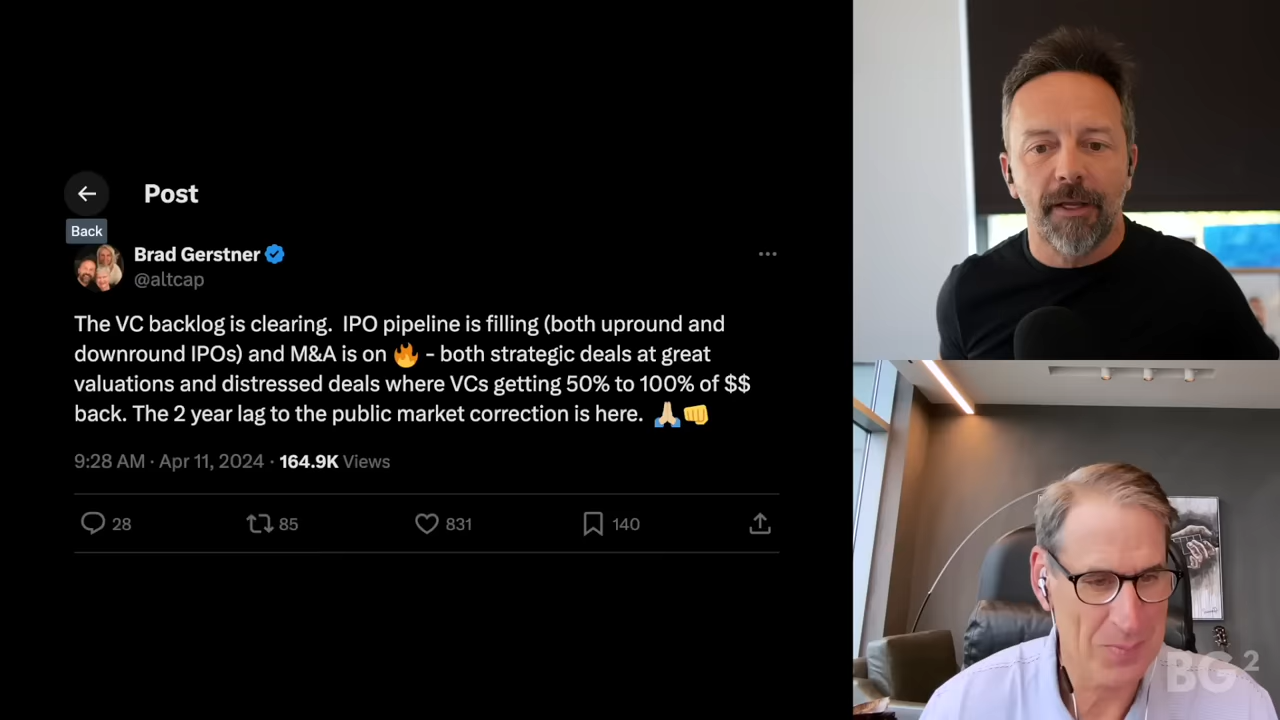 Post
Back
Brad Gerstner
@altcap
The VC backlog is clearing.  IPO pipeline is filling (both upround and
downround IPOs) and M&A is on 🔥 - both strategic deals at great
valuations and distressed deals where VCs getting 50% to 100% of $$
back. The 2 year lag to the public market correction is here.  🙏🏼👊
9:28 AM · Apr 11, 2024 · 164.9K Views
28 85 831 140
BG2